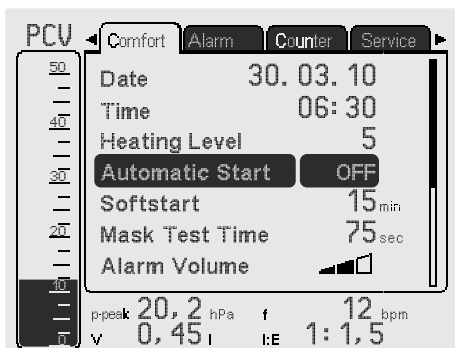 PCV
Comfort Alarm Counter Service
50
40
30
20
10
0
Date 30. 03. 10
Time 06:30
Heating Level 5
Automatic Start OFF
Softstart 15 min
Mask Test Time 75 sec
Alarm Volume
p-peak 20,2 hPa f 12 bpm
V 0,45 l I:E 1:1,5